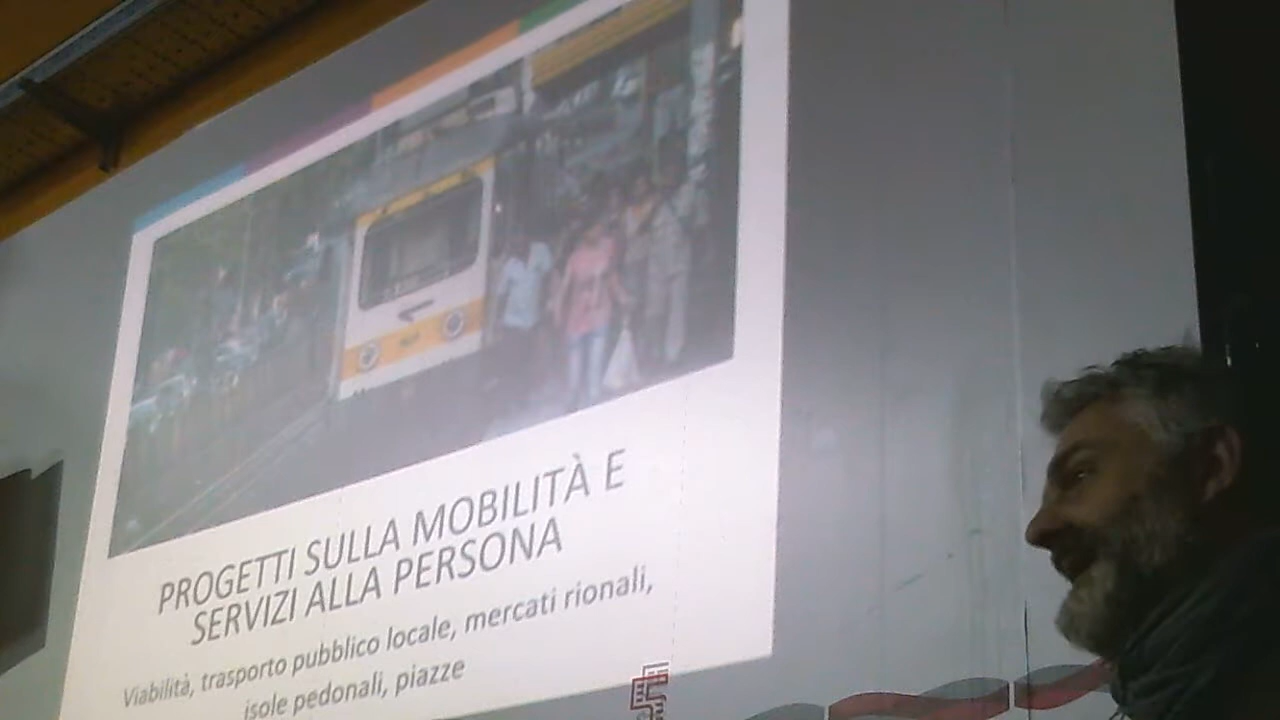 PROGETTI SULLA MOBILITÀ E
SERVIZI ALLA PERSONA
Viabilità, trasporto pubblico locale, mercati rionali,
isole pedonali, piazze